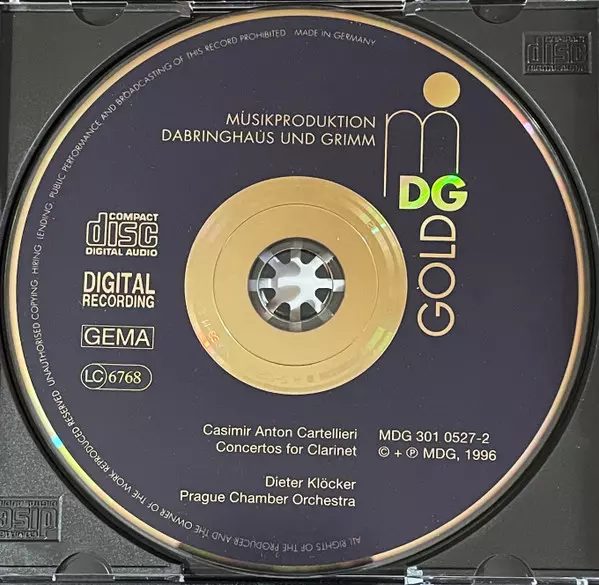 ALL RIGHTS OF THE PRODUCER AND THE OWNER OF THE WORK REPRODUCED RESERVED UNAUTHORISED COPYING, HIRING, LENDING, PUBLIC PERFORMANCE AND BROADCASTING OF THIS RECORD PROHIBITED MADE IN GERMANY
MUSIKPRODUKTION
DABRINGHAUS UND GRIMM
m
DG
GOLD
COMPACT
disc
DIGITAL AUDIO
DIGITAL
RECORDING
GEMA
LC 6768
Casimir Anton Cartellieri
Concertos for Clarinet
MDG 301 0527-2
© + ℗ MDG, 1996
Dieter Klöcker
Prague Chamber Orchestra
disc
disc